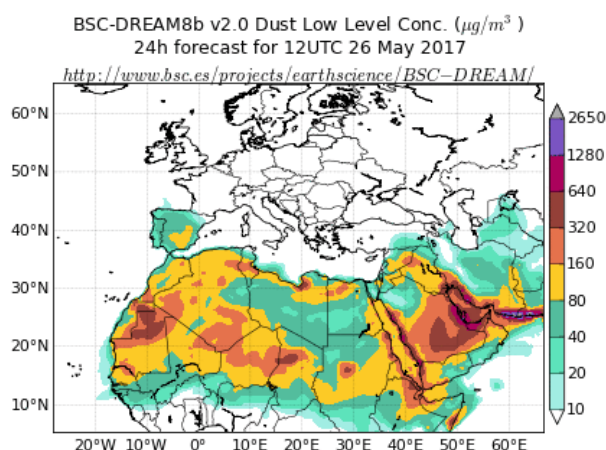 BSC-DREAM8b v2.0 Dust Low Level Conc. (μg/m³ )
24h forecast for 12UTC 26 May 2017
http://www.bsc.es/projects/earthscience/BSC−DREAM/
60°N
50°N
40°N
30°N
20°N
10°N
20°W 10°W 0° 10°E 20°E 30°E 40°E 50°E 60°E
2650
1280
640
320
160
80
40
20
10